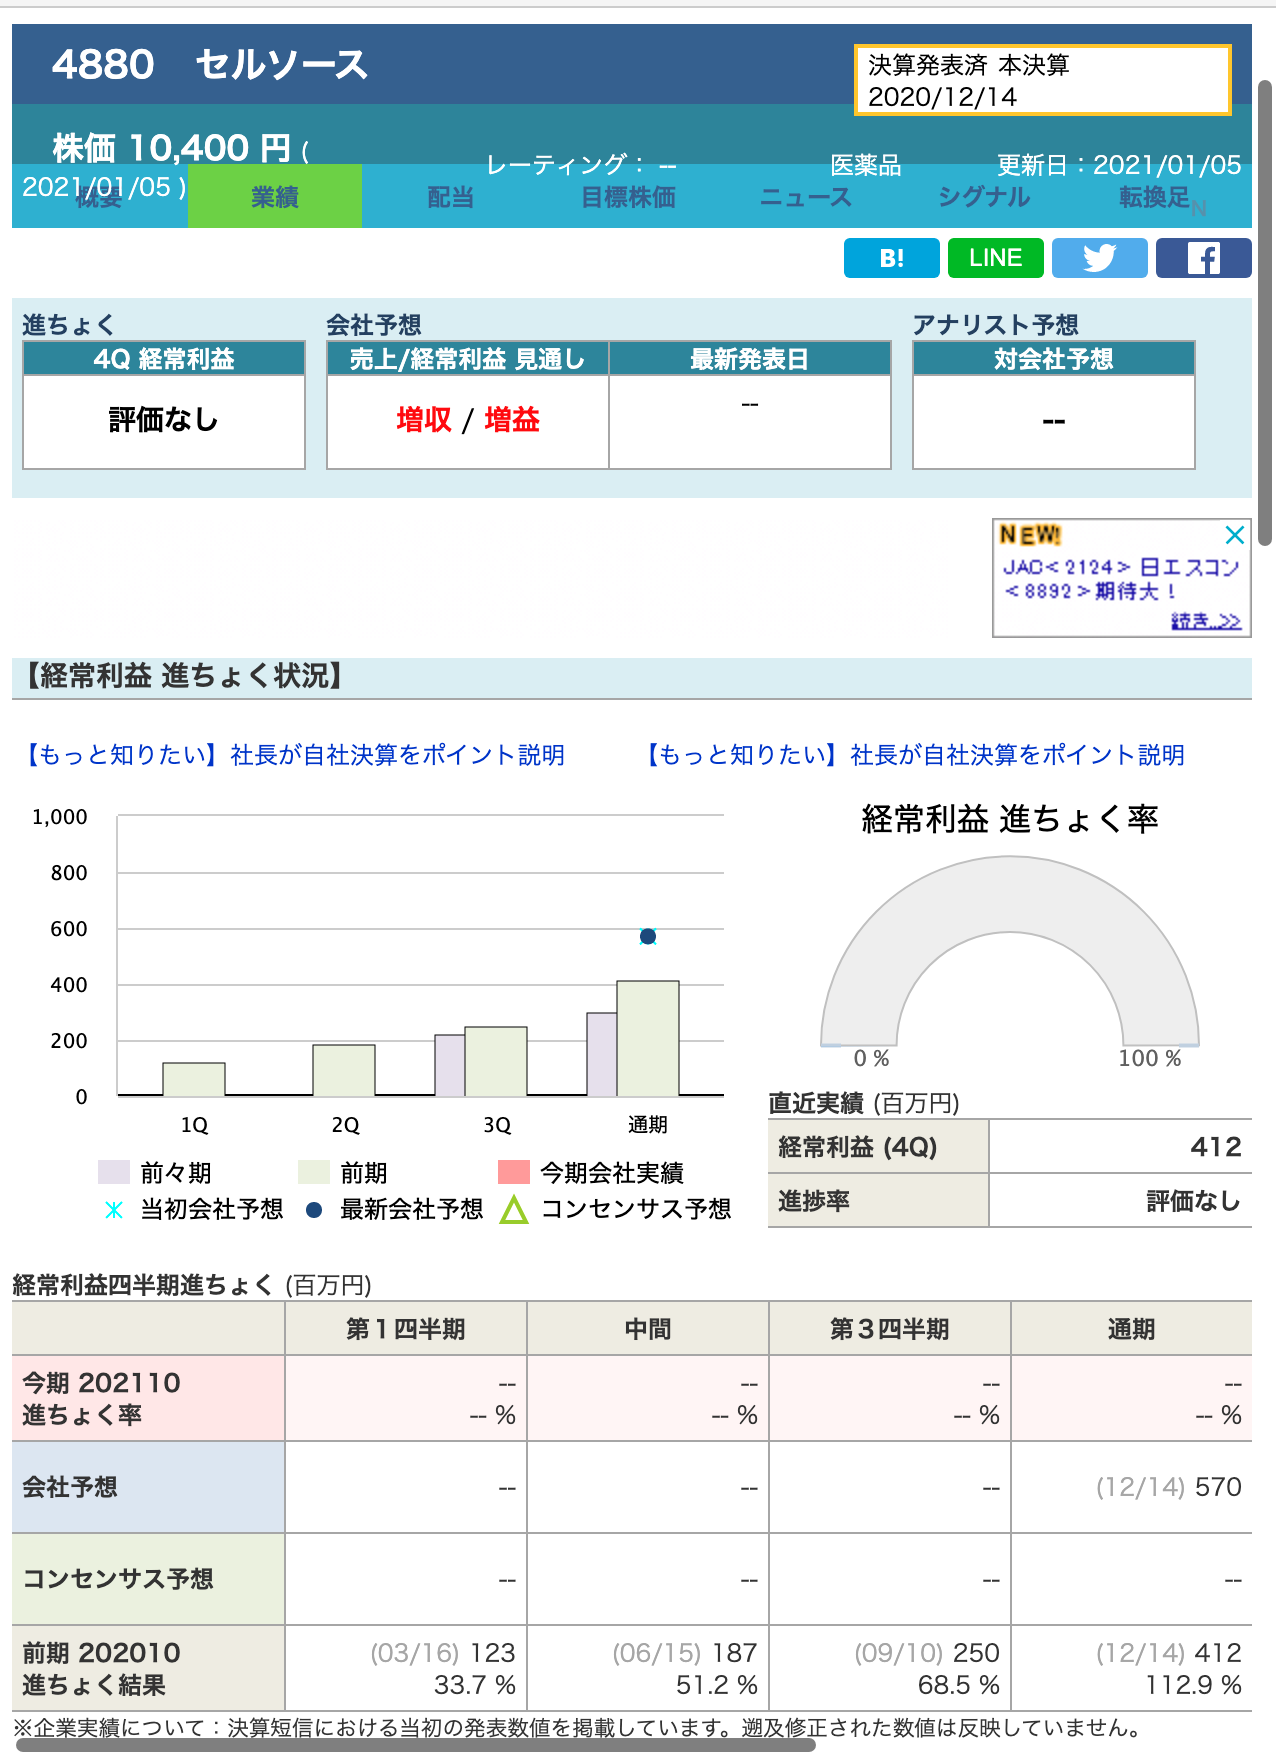 4880 セルソース
決算発表済 本決算
2020/12/14
株価 10,400 円 (
2021/01/05 )
レーティング： --
医薬品
更新日：2021/01/05
概要 業績 配当 目標株価 ニュース シグナル 転換足
N
B! LINE
進ちょく
4Q 経常利益
評価なし
会社予想
売上/経常利益 見通し 最新発表日
増収 / 増益 --
アナリスト予想
対会社予想
--
NEW!
JAC<2124> 日エスコン
<8892>期待大！
続き..>>
【経常利益 進ちょく状況】
【もっと知りたい】社長が自社決算をポイント説明 【もっと知りたい】社長が自社決算をポイント説明
1,000
800
600
400
200
0
1Q 2Q 3Q 通期
前々期 前期 今期会社実績
当初会社予想 最新会社予想 コンセンサス予想
経常利益 進ちょく率
0 % 100 %
直近実績 (百万円)
経常利益 (4Q) 412
進捗率 評価なし
経常利益四半期進ちょく (百万円)
第１四半期 中間 第３四半期 通期
今期 202110 -- -- -- --
進ちょく率 -- % -- % -- % -- %
会社予想 -- -- -- (12/14) 570
コンセンサス予想 -- -- -- --
前期 202010 (03/16) 123 (06/15) 187 (09/10) 250 (12/14) 412
進ちょく結果 33.7 % 51.2 % 68.5 % 112.9 %
※企業実績について：決算短信における当初の発表数値を掲載しています。遡及修正された数値は反映していません。